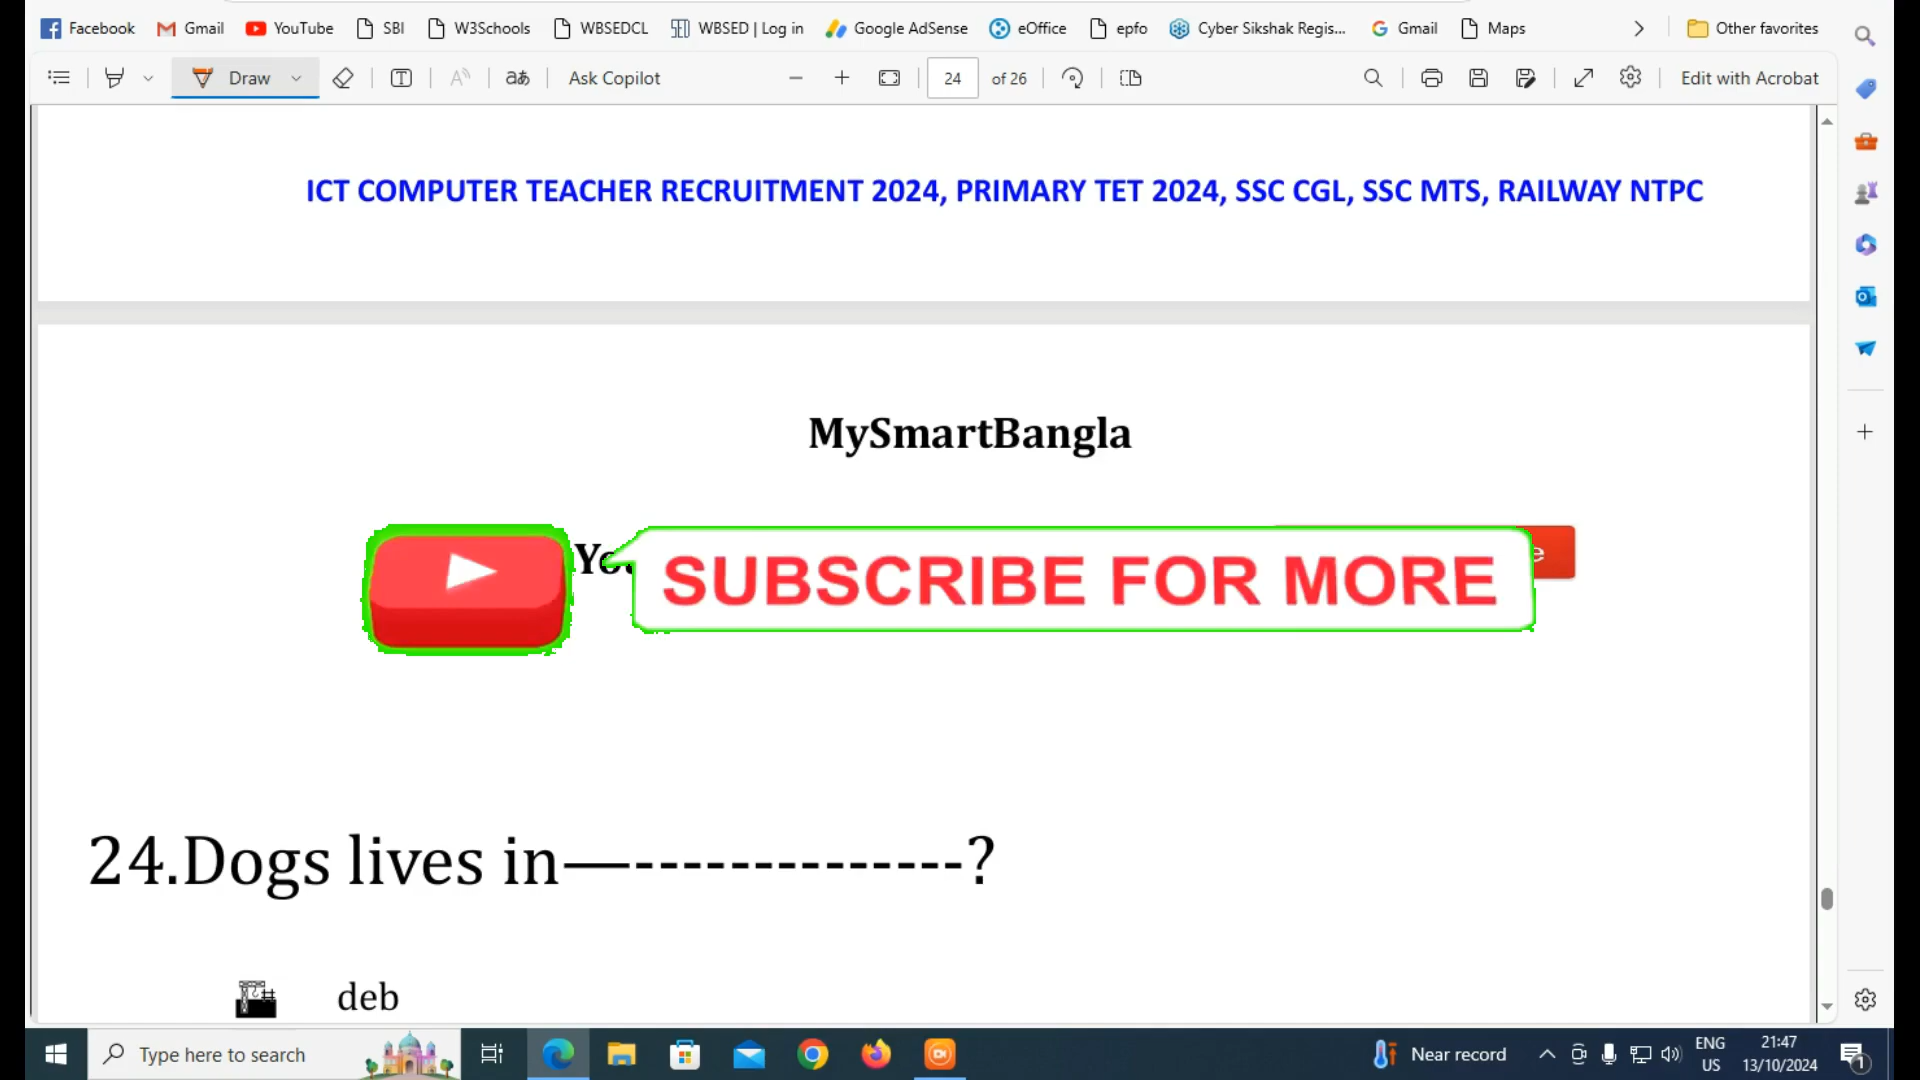 Facebook Gmail YouTube SBI W3Schools WBSEDCL WBSED | Log in Google AdSense eOffice epfo Cyber Sikshak Regis... Gmail Maps Other favorites
Draw Ask Copilot 24 of 26 Edit with Acrobat
ICT COMPUTER TEACHER RECRUITMENT 2024, PRIMARY TET 2024, SSC CGL, SSC MTS, RAILWAY NTPC
MySmartBangla
SUBSCRIBE FOR MORE
24.Dogs lives in—--------------?
deb
Type here to search Near record ENG US 21:47 13/10/2024 1